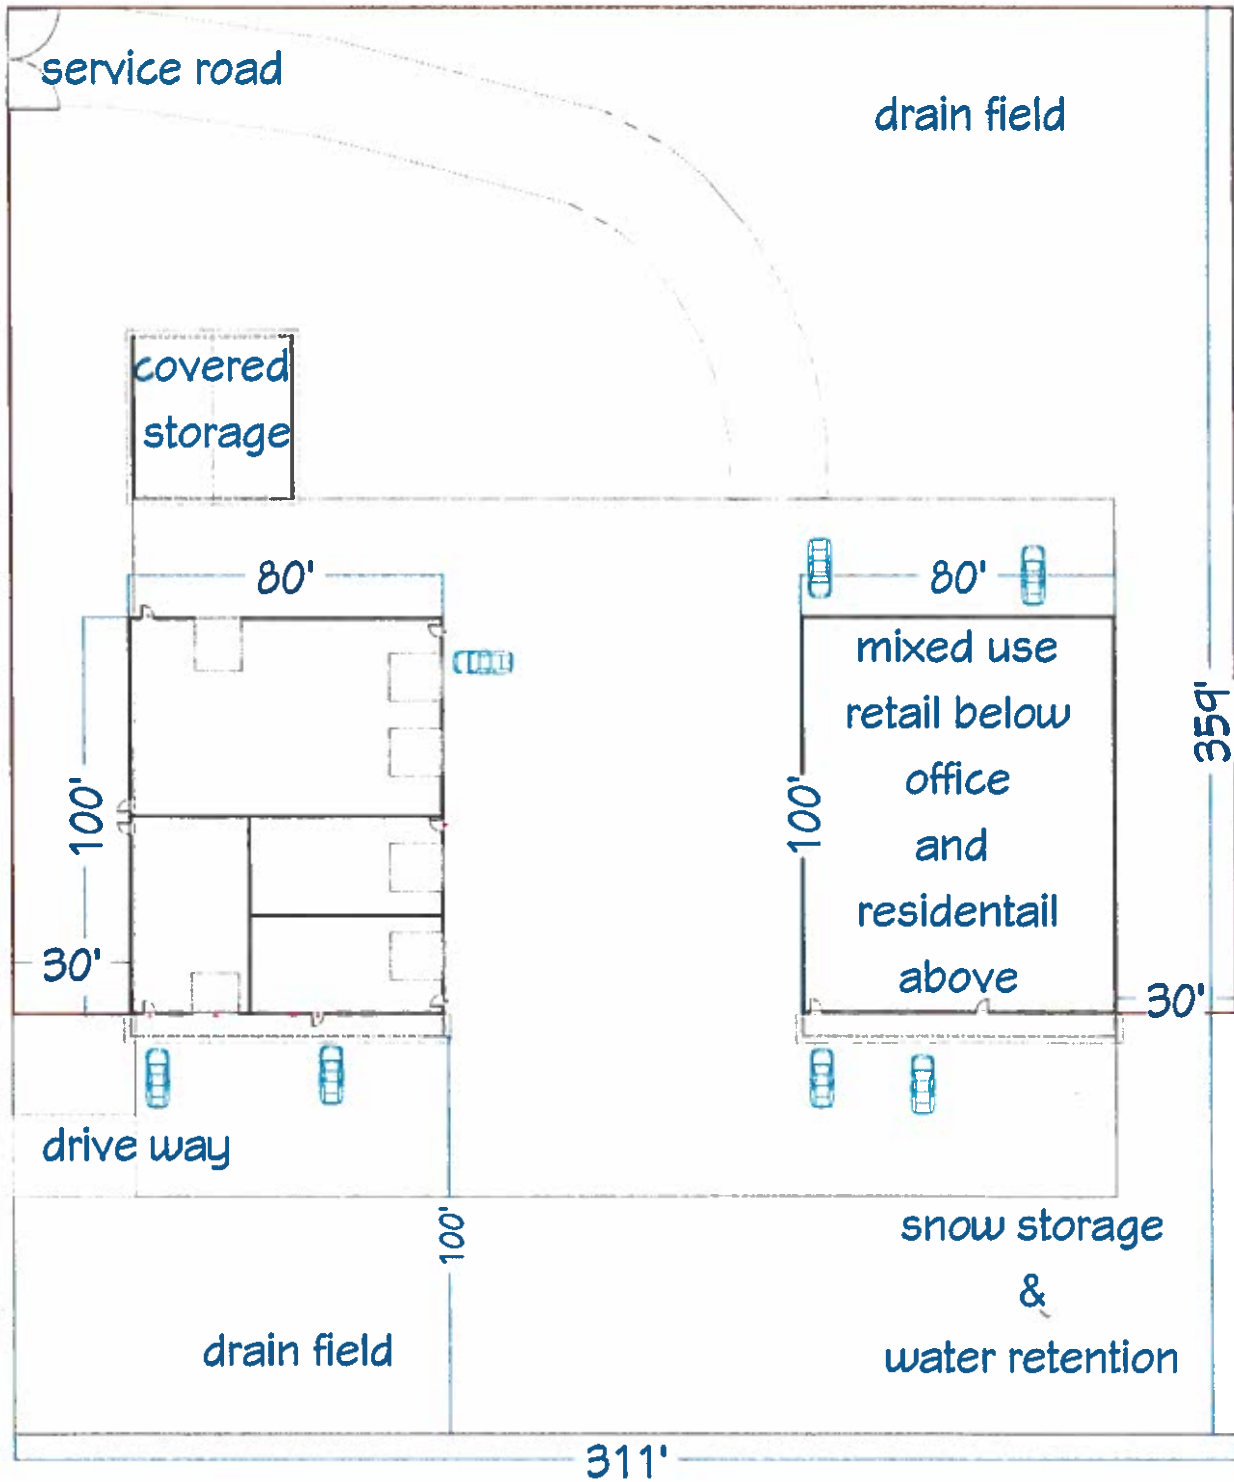 service road
drain field
covered
storage
80'
80'
mixed use
retail below
office
and
residentail
above
100'
100'
359'
30'
30'
drive way
100'
snow storage
&
water retention
drain field
311'